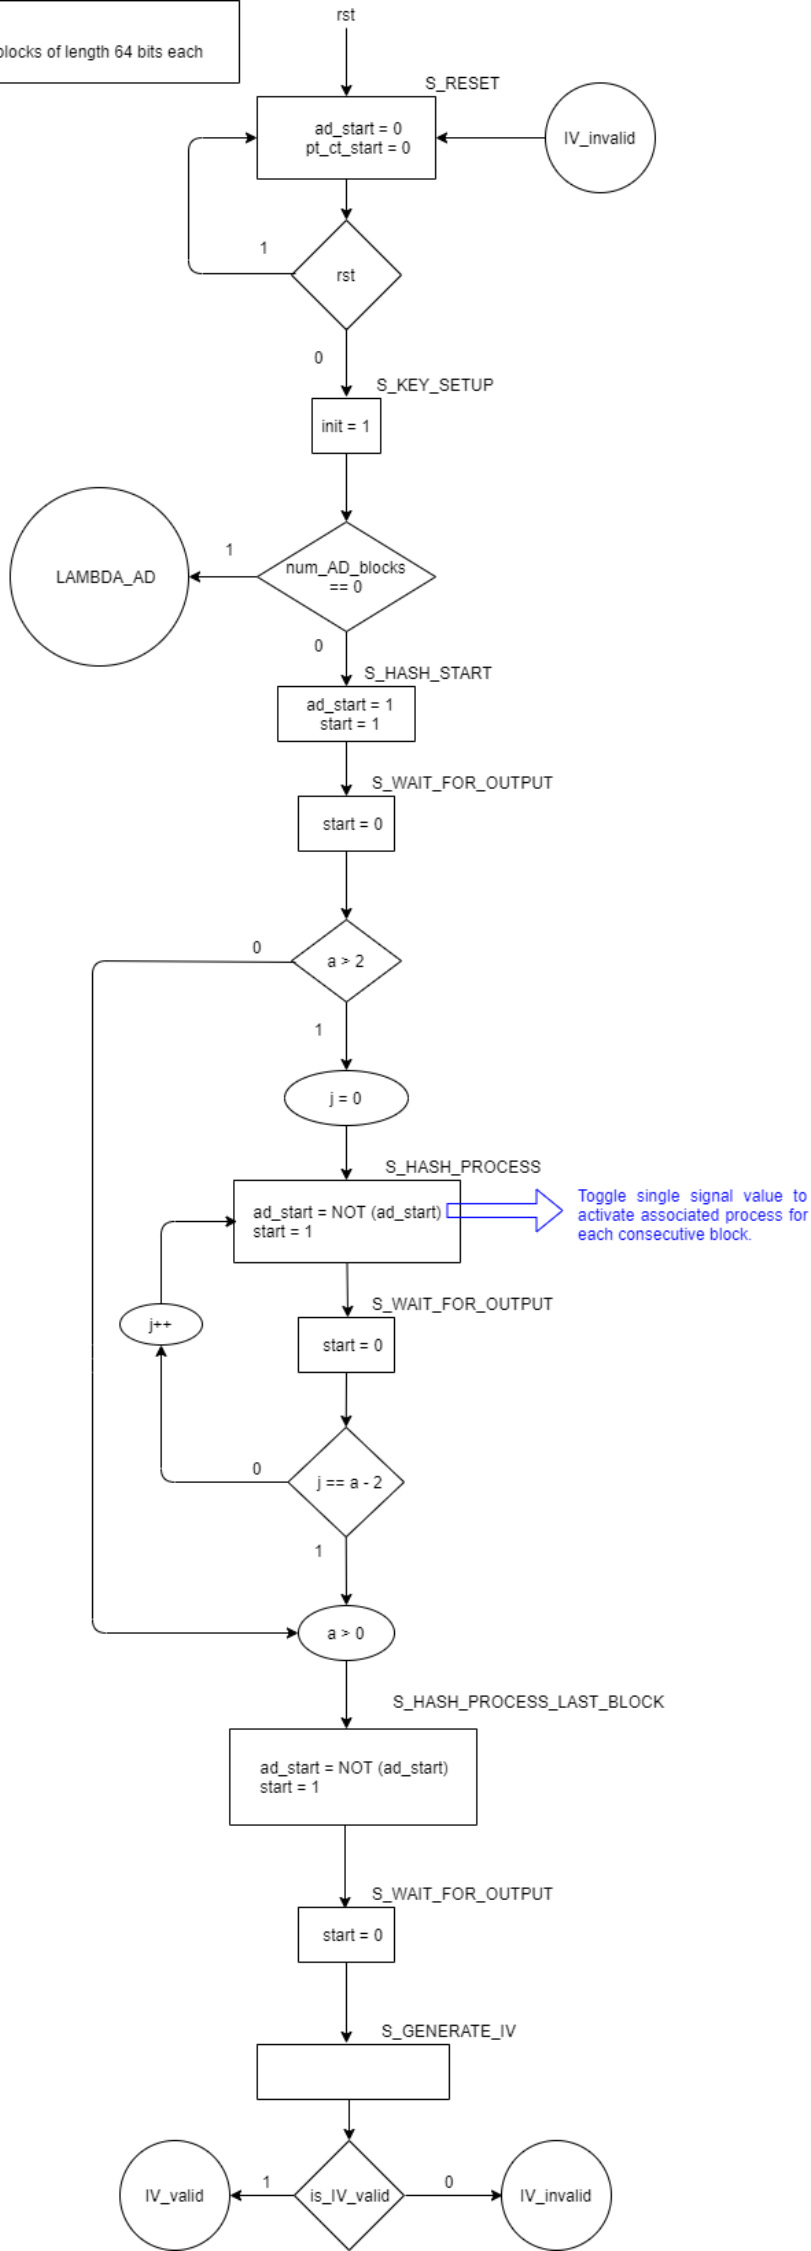 rst
of length 64 bits each
S_RESET
ad_start = 0
pt_ct_start = 0
IV_invalid
1
rst
0
S_KEY_SETUP
init = 1
1
LAMBDA_AD
num_AD_blocks
== 0
0
S_HASH_START
ad_start = 1
start = 1
S_WAIT_FOR_OUTPUT
start = 0
0
a > 2
1
j = 0
S_HASH_PROCESS
ad_start = NOT (ad_start)
start = 1
Toggle single signal value to
activate associated process for
each consecutive block.
S_WAIT_FOR_OUTPUT
j++
start = 0
0
j == a - 2
1
a > 0
S_HASH_PROCESS_LAST_BLOCK
ad_start = NOT (ad_start)
start = 1
S_WAIT_FOR_OUTPUT
start = 0
S_GENERATE_IV
IV_valid
1
is_IV_valid
0
IV_invalid